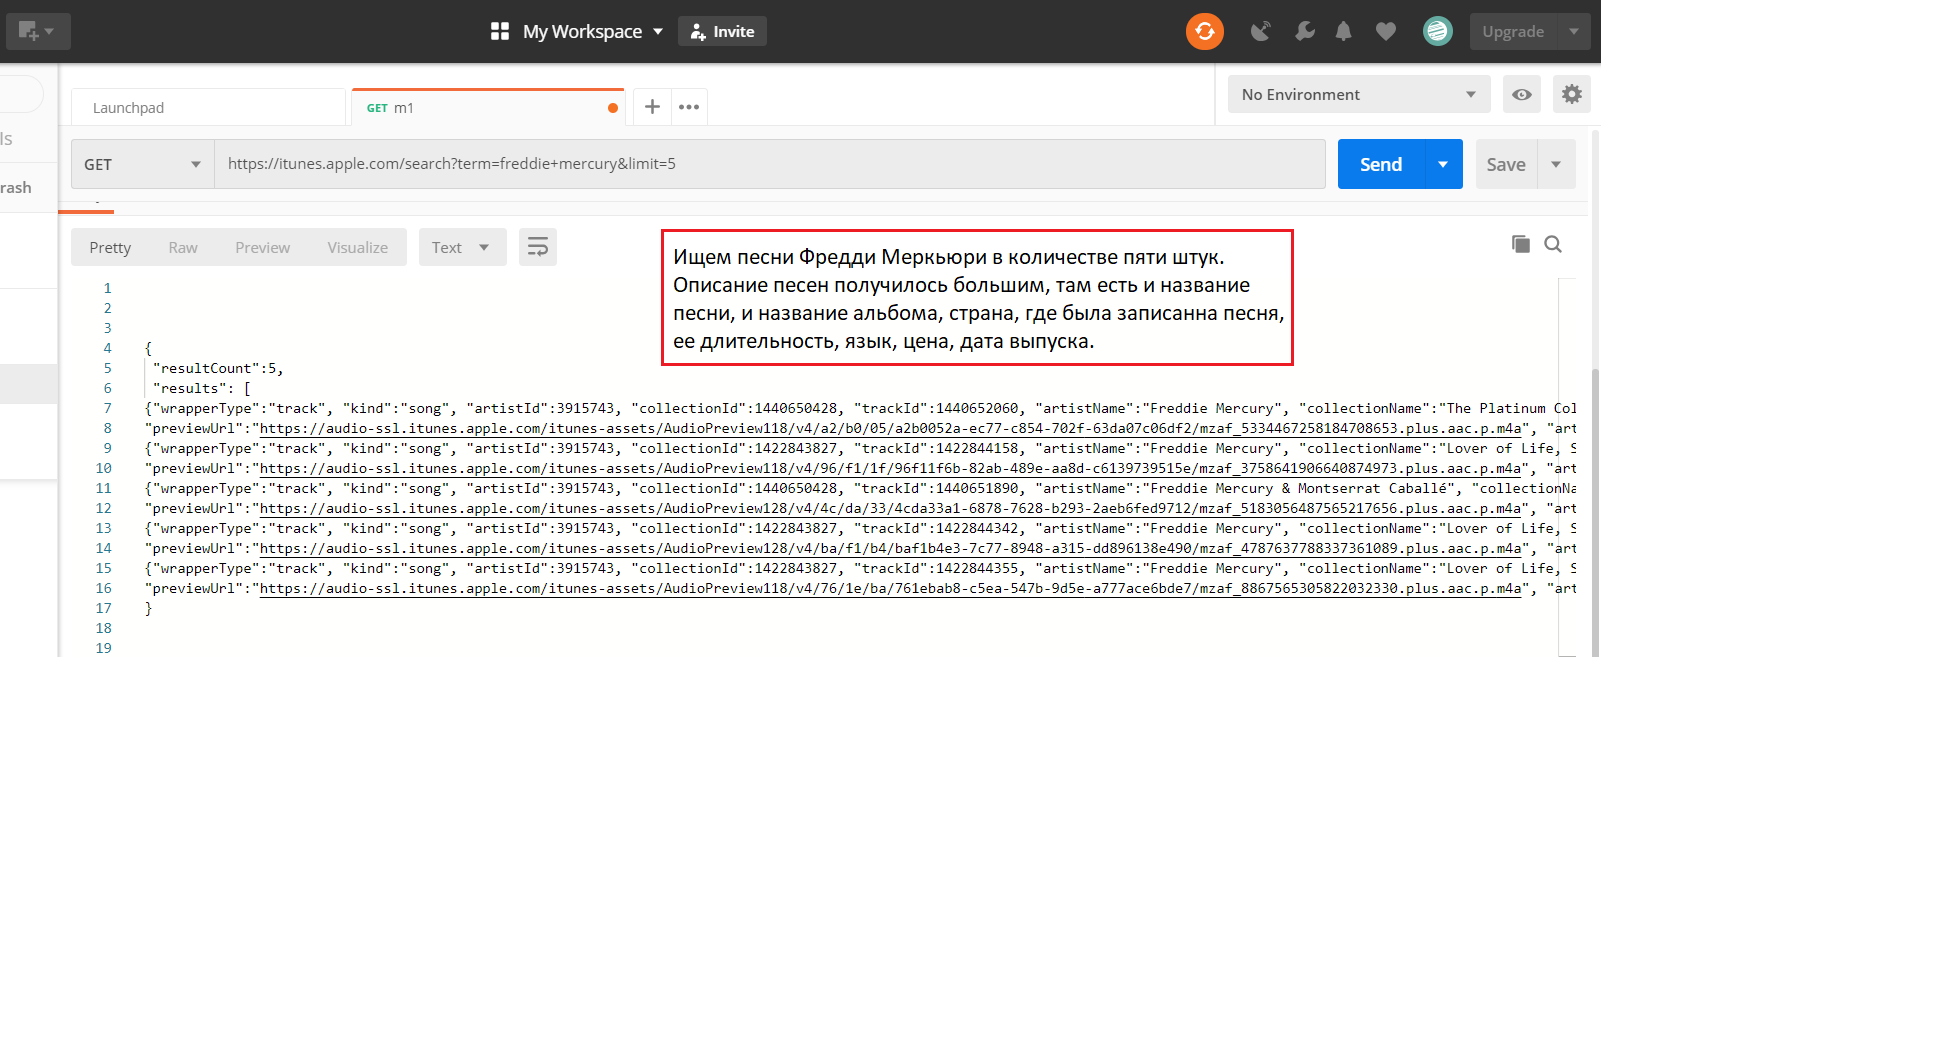 My Workspace
Invite
Upgrade
Launchpad
GET m1
No Environment
ls
GET
https://itunes.apple.com/search?term=freddie+mercury&limit=5
Send
Save
rash
Pretty
Raw
Preview
Visualize
Text
Ищем песни Фредди Меркьюри в количестве пяти штук.
Описание песен получилось большим, там есть и название
песни, и название альбома, страна, где была записанна песня,
ее длительность, язык, цена, дата выпуска.
1
2
3
4 {
5 "resultCount":5,
6 "results": [
7 {"wrapperType":"track", "kind":"song", "artistId":3915743, "collectionId":1440650428, "trackId":1440652060, "artistName":"Freddie Mercury", "collectionName":"The Platinum Col
8 "previewUrl":"https://audio-ssl.itunes.apple.com/itunes-assets/AudioPreview118/v4/a2/b0/05/a2b0052a-ec77-c854-702f-63da07c06df2/mzaf_5334467258184708653.plus.aac.p.m4a", "art
9 {"wrapperType":"track", "kind":"song", "artistId":3915743, "collectionId":1422843827, "trackId":1422844158, "artistName":"Freddie Mercury", "collectionName":"Lover of Life, S
10 "previewUrl":"https://audio-ssl.itunes.apple.com/itunes-assets/AudioPreview118/v4/96/f1/1f/96f11f6b-82ab-489e-aa8d-c6139739515e/mzaf_3758641906640874973.plus.aac.p.m4a", "art
11 {"wrapperType":"track", "kind":"song", "artistId":3915743, "collectionId":1440650428, "trackId":1440651890, "artistName":"Freddie Mercury & Montserrat Caballé", "collectionNa
12 "previewUrl":"https://audio-ssl.itunes.apple.com/itunes-assets/AudioPreview128/v4/4c/da/33/4cda33a1-6878-7628-b293-2aeb6fed9712/mzaf_5183056487565217656.plus.aac.p.m4a", "art
13 {"wrapperType":"track", "kind":"song", "artistId":3915743, "collectionId":1422843827, "trackId":1422844342, "artistName":"Freddie Mercury", "collectionName":"Lover of Life, S
14 "previewUrl":"https://audio-ssl.itunes.apple.com/itunes-assets/AudioPreview128/v4/ba/f1/b4/baf1b4e3-7c77-8948-a315-dd896138e490/mzaf_4787637788337361089.plus.aac.p.m4a", "art
15 {"wrapperType":"track", "kind":"song", "artistId":3915743, "collectionId":1422843827, "trackId":1422844355, "artistName":"Freddie Mercury", "collectionName":"Lover of Life, S
16 "previewUrl":"https://audio-ssl.itunes.apple.com/itunes-assets/AudioPreview118/v4/76/1e/ba/761ebab8-c5ea-547b-9d5e-a777ace6bde7/mzaf_8867565305822032330.plus.aac.p.m4a", "art
17 }
18
19